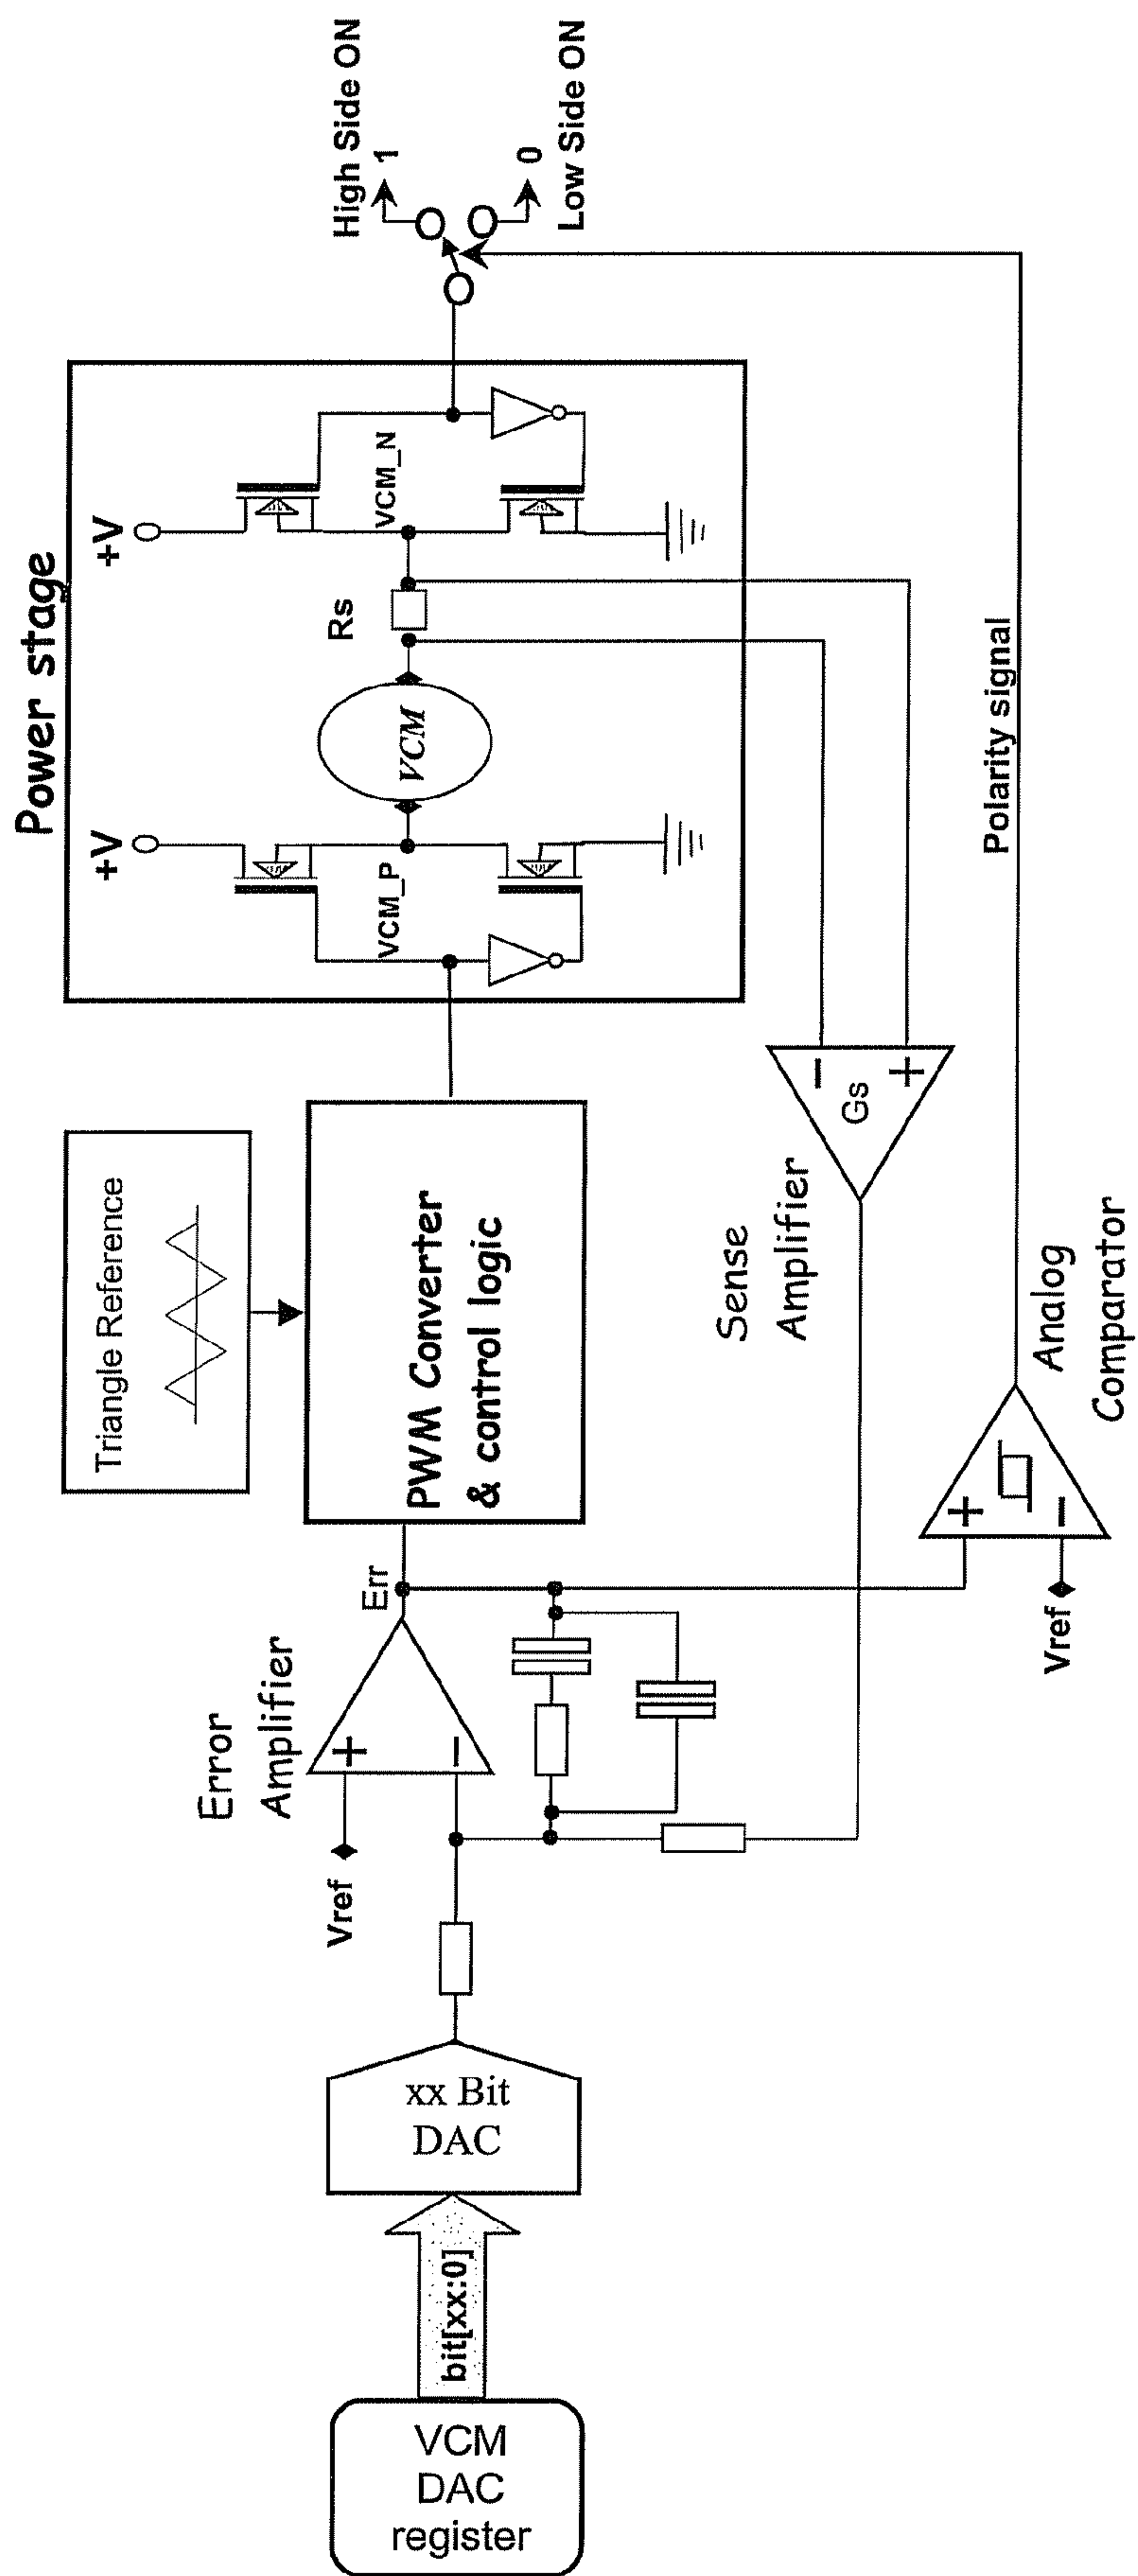 VCM
DAC
register
bit[xx:0]
xx Bit
DAC
Vref
Error
Amplifier
+
−
Err
Triangle Reference
PWM Converter
& control logic
Power stage
+V
+V
VCM_P
VCM
Rs
VCM_N
High Side ON
1
0
Low Side ON
Sense
Amplifier
−
Gs
+
Vref
+
−
Analog
Comparator
Polarity signal